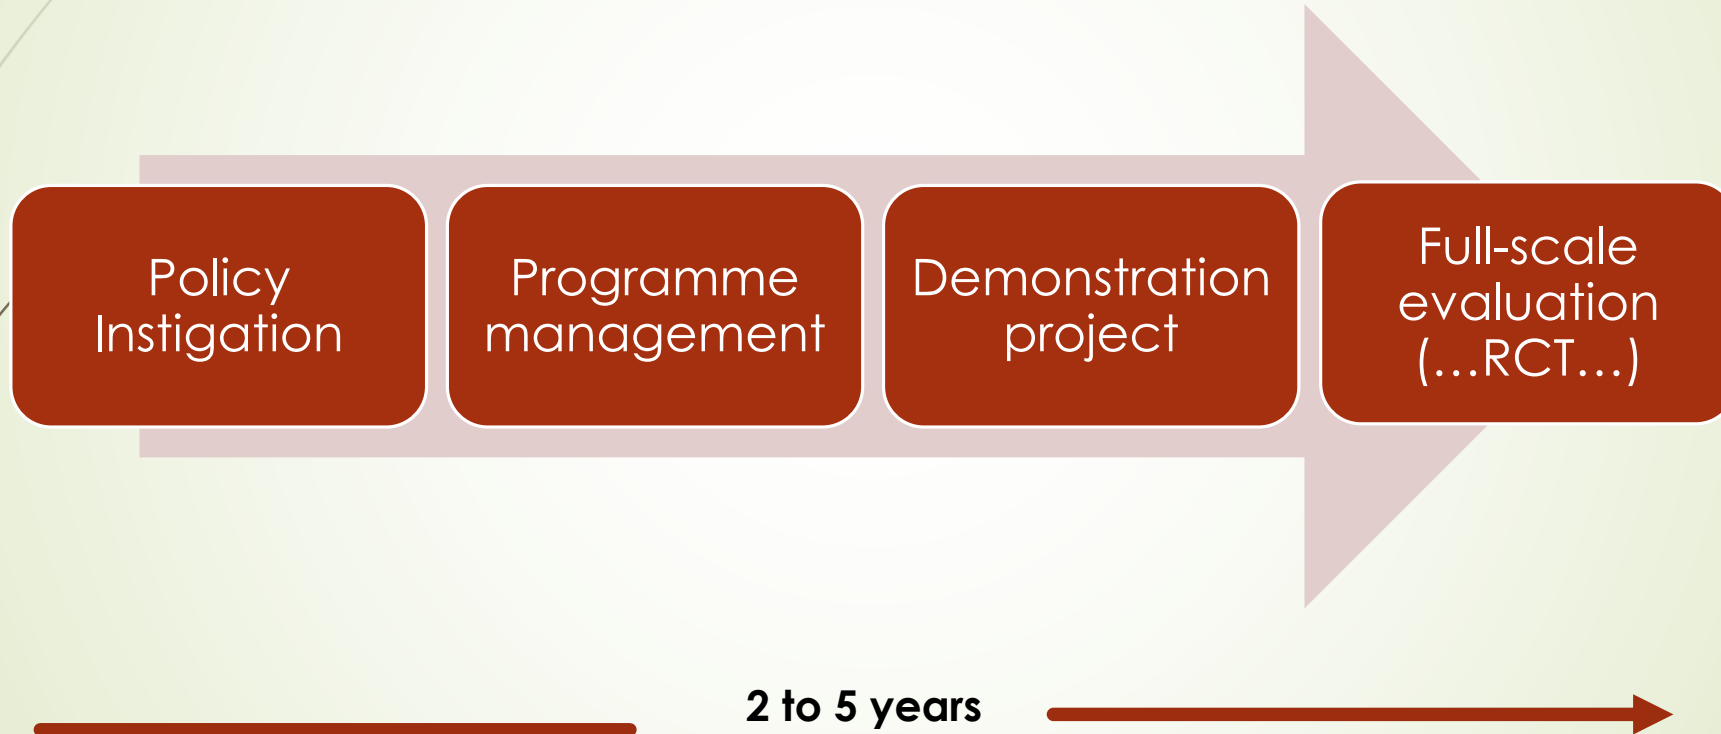 Policy
Instigation
Programme
management
Demonstration
project
Full-scale
evaluation
(…RCT…)
2 to 5 years